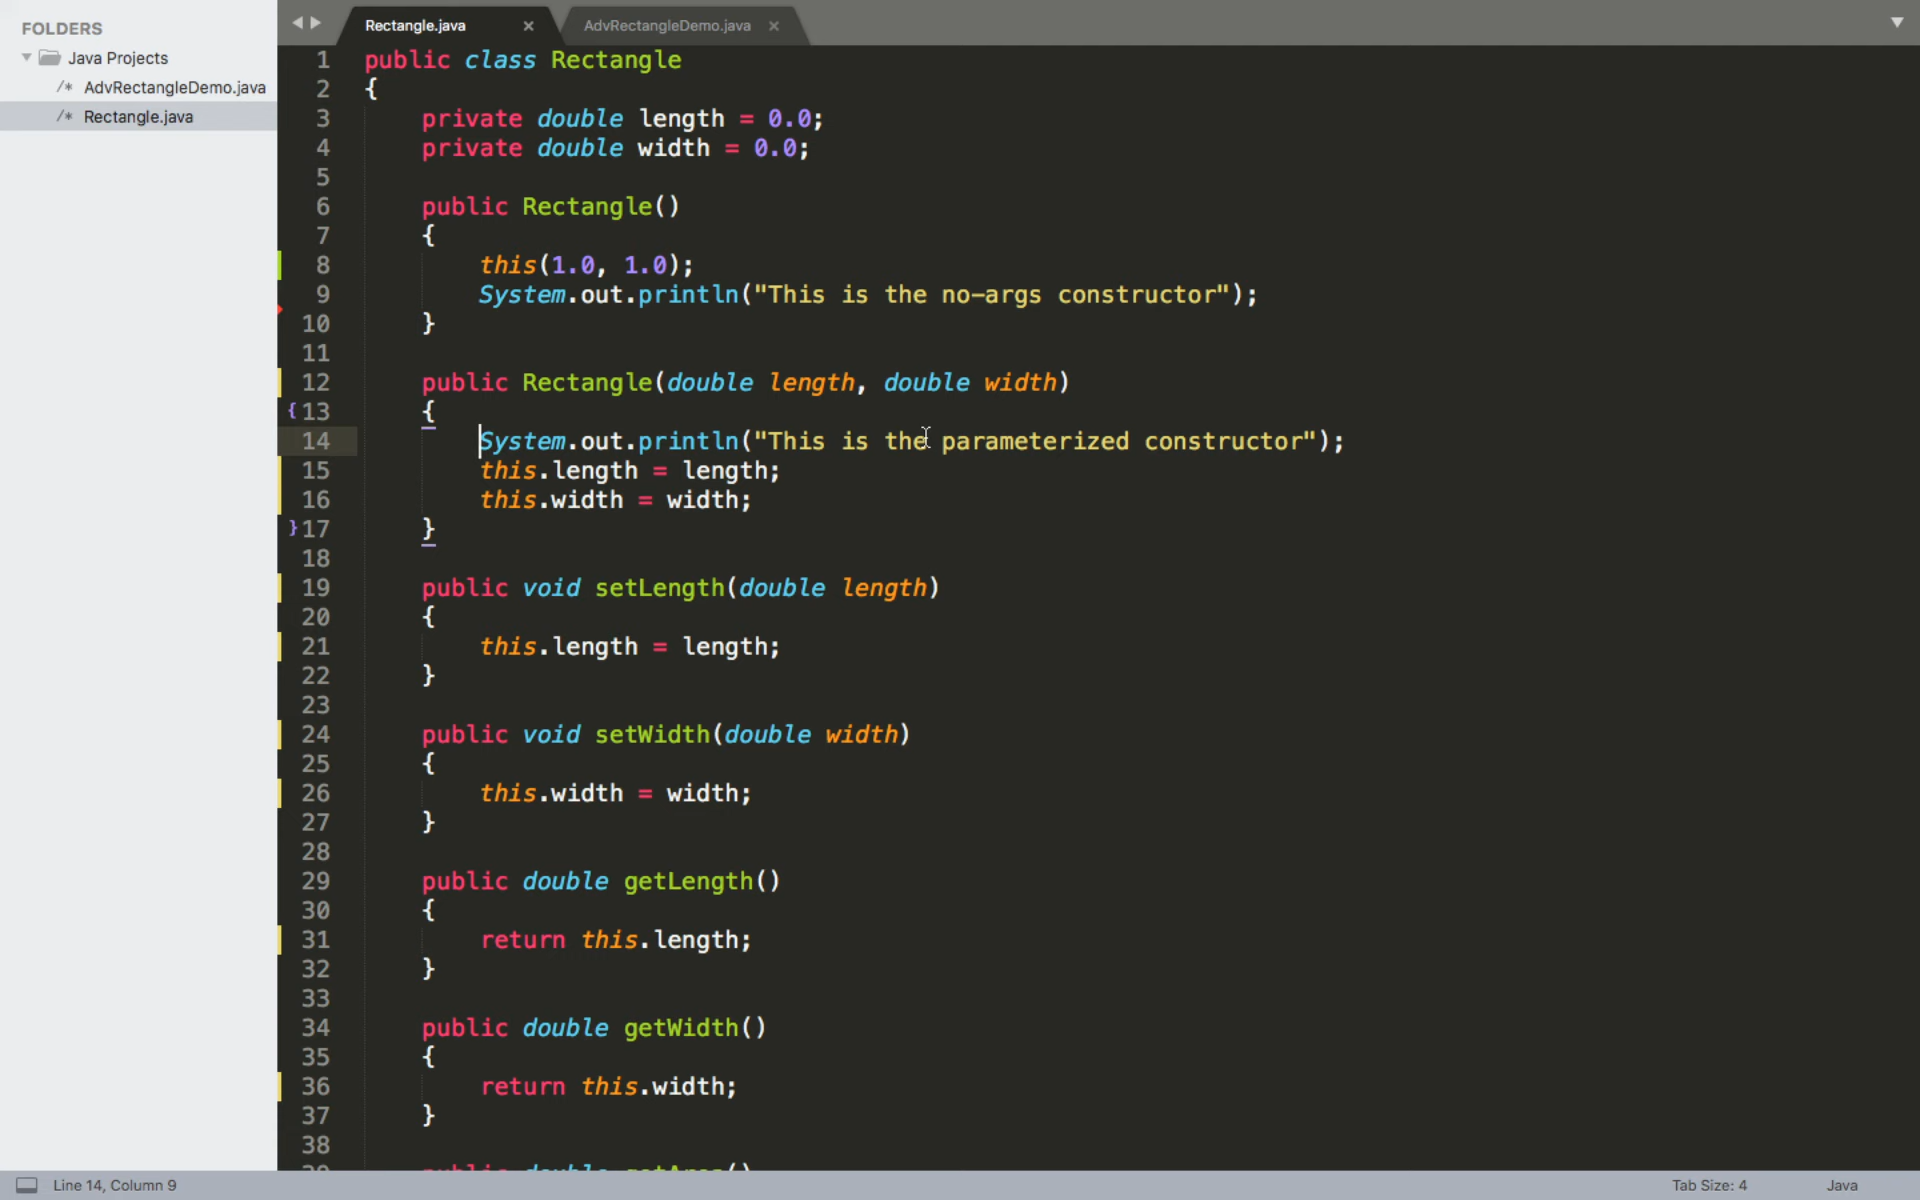 FOLDERS
Java Projects
/* AdvRectangleDemo.java
/* Rectangle.java
Rectangle.java × AdvRectangleDemo.java ×
1 public class Rectangle
2 {
3 private double length = 0.0;
4 private double width = 0.0;
5
6 public Rectangle()
7 {
8 this(1.0, 1.0);
9 System.out.println("This is the no-args constructor");
10 }
11
12 public Rectangle(double length, double width)
{ 13 {
14 System.out.println("This is the parameterized constructor");
15 this.length = length;
16 this.width = width;
} 17 }
18
19 public void setLength(double length)
20 {
21 this.length = length;
22 }
23
24 public void setWidth(double width)
25 {
26 this.width = width;
27 }
28
29 public double getLength()
30 {
31 return this.length;
32 }
33
34 public double getWidth()
35 {
36 return this.width;
37 }
38
Line 14, Column 9 Tab Size: 4 Java